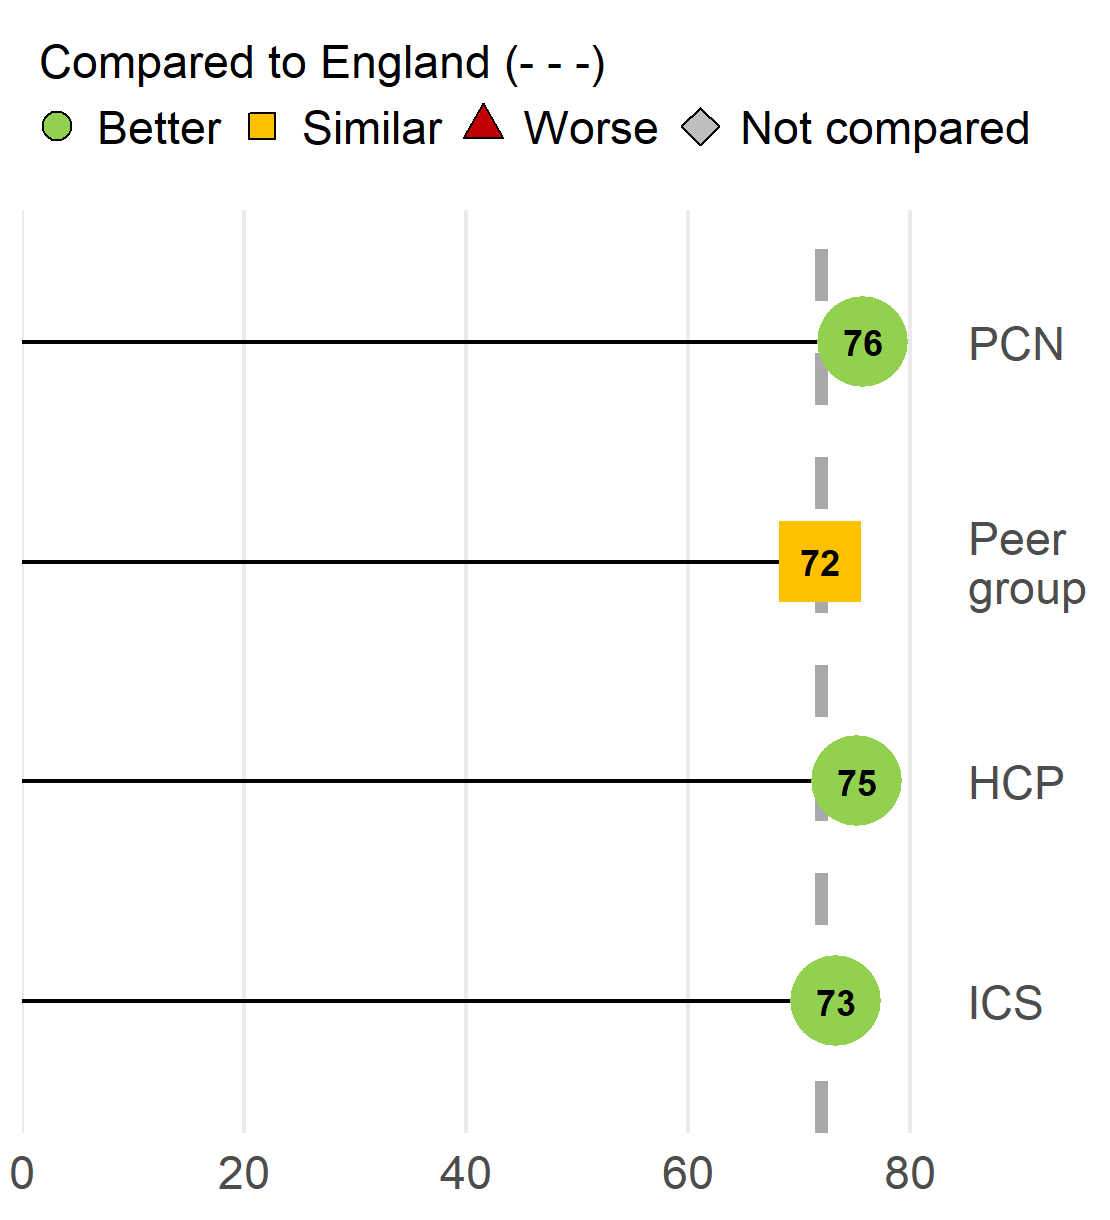 Compared to England (- - -)
Better Similar Worse Not compared
76 PCN
Peer
72
group
75 HCP
73 ICS
0 20 40 60 80